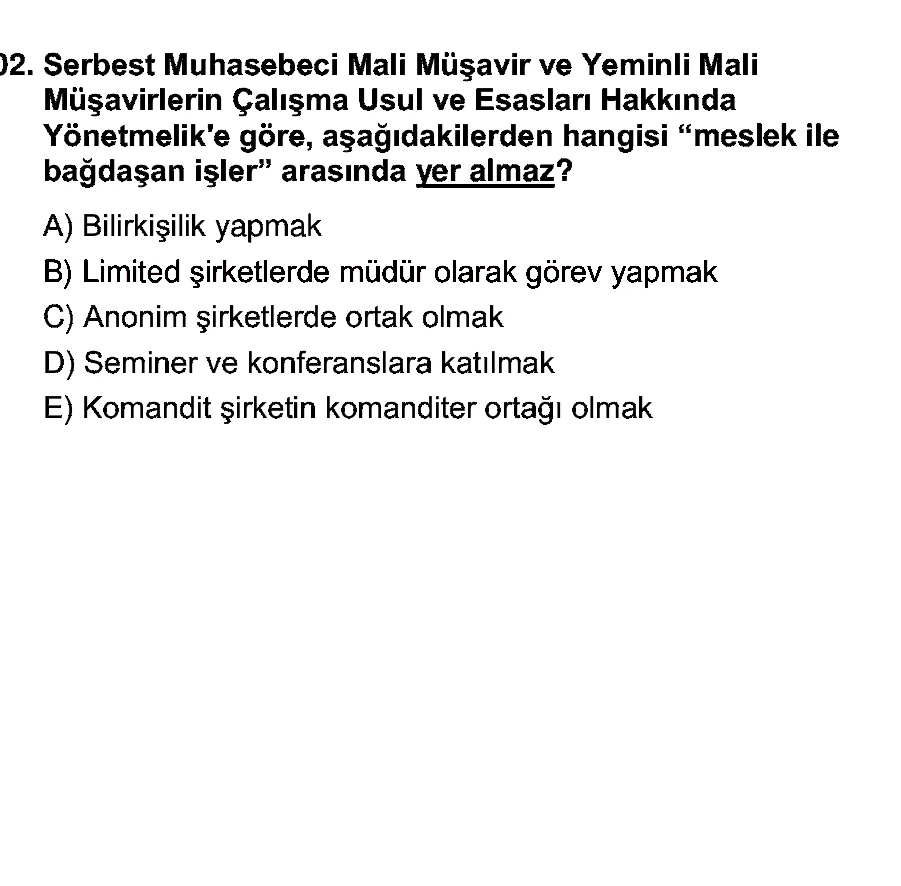 02. Serbest Muhasebeci Mali Müşavir ve Yeminli Mali
Müşavirlerin Çalışma Usul ve Esasları Hakkında
Yönetmelik'e göre, aşağıdakilerden hangisi “meslek ile
bağdaşan işler” arasında yer almaz?
A) Bilirkişilik yapmak
B) Limited şirketlerde müdür olarak görev yapmak
C) Anonim şirketlerde ortak olmak
D) Seminer ve konferanslara katılmak
E) Komandit şirketin komanditer ortağı olmak